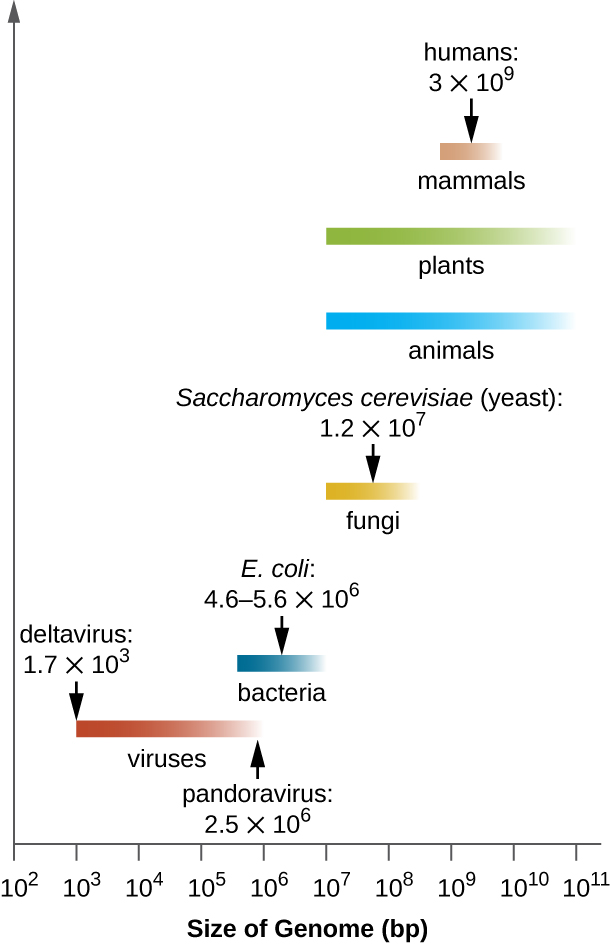 humans:
3 × 10⁹
mammals
plants
animals
Saccharomyces cerevisiae (yeast):
1.2 × 10⁷
fungi
E. coli:
4.6–5.6 × 10⁶
deltavirus:
1.7 × 10³
bacteria
viruses
pandoravirus:
2.5 × 10⁶
10² 10³ 10⁴ 10⁵ 10⁶ 10⁷ 10⁸ 10⁹ 10¹⁰ 10¹¹
Size of Genome (bp)